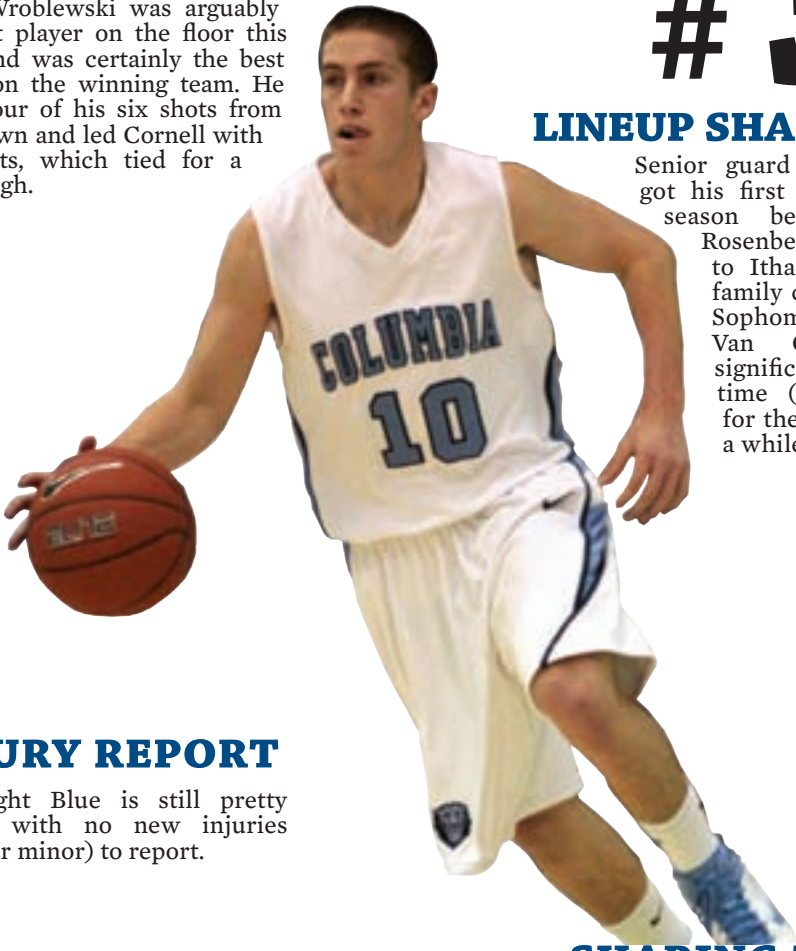 Wroblewski was arguably
t player on the floor this
nd was certainly the best
on the winning team. He
our of his six shots from
wn and led Cornell with
ts, which tied for a
gh.
#
LINEUP SHA
Senior guard
got his first
season be
Rosenbe
to Itha
family
Sophom
Van
signific
time (
for the
a while
COLUMBIA
10
ELITE
URY REPORT
ght Blue is still pretty
with no new injuries
r minor) to report.